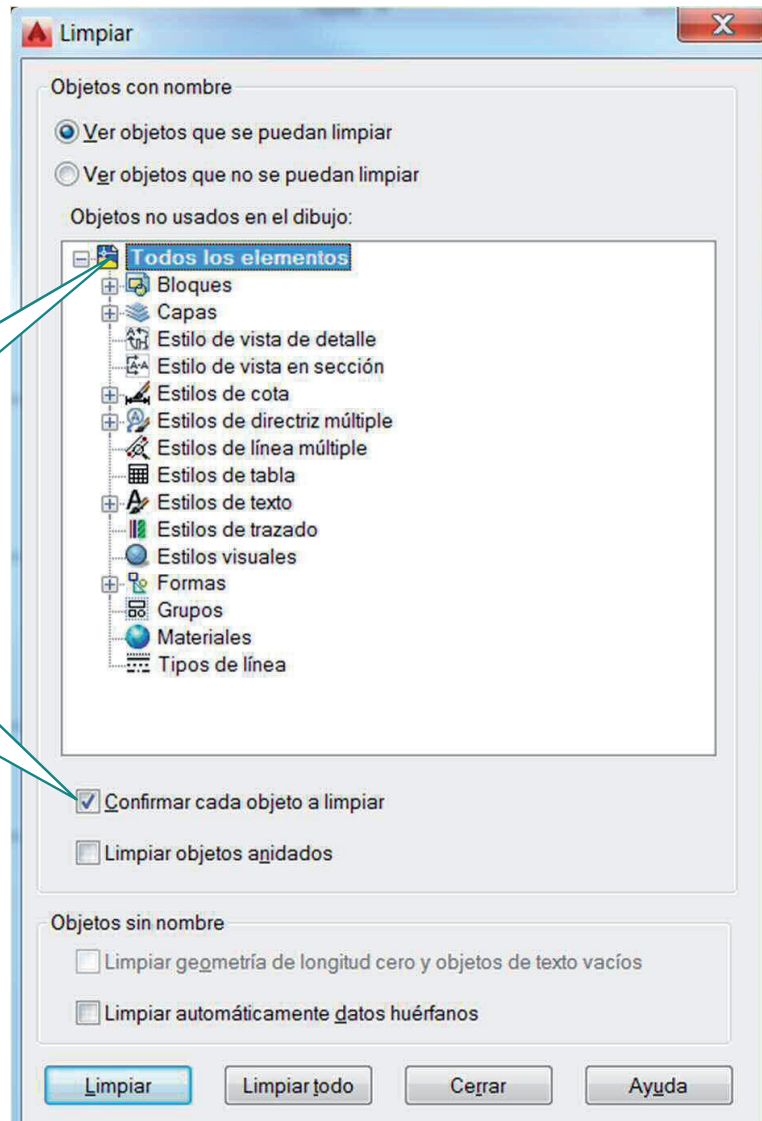 Limpiar
Objetos con nombre
Ver objetos que se puedan limpiar
Ver objetos que no se puedan limpiar
Objetos no usados en el dibujo:
Todos los elementos
Bloques
Capas
Estilo de vista de detalle
Estilo de vista en sección
Estilos de cota
Estilos de directriz múltiple
Estilos de línea múltiple
Estilos de tabla
Estilos de texto
Estilos de trazado
Estilos visuales
Formas
Grupos
Materiales
Tipos de línea
Confirmar cada objeto a limpiar
Limpiar objetos anidados
Objetos sin nombre
Limpiar geometría de longitud cero y objetos de texto vacíos
Limpiar automáticamente datos huérfanos
Limpiar Limpiar todo Cerrar Ayuda